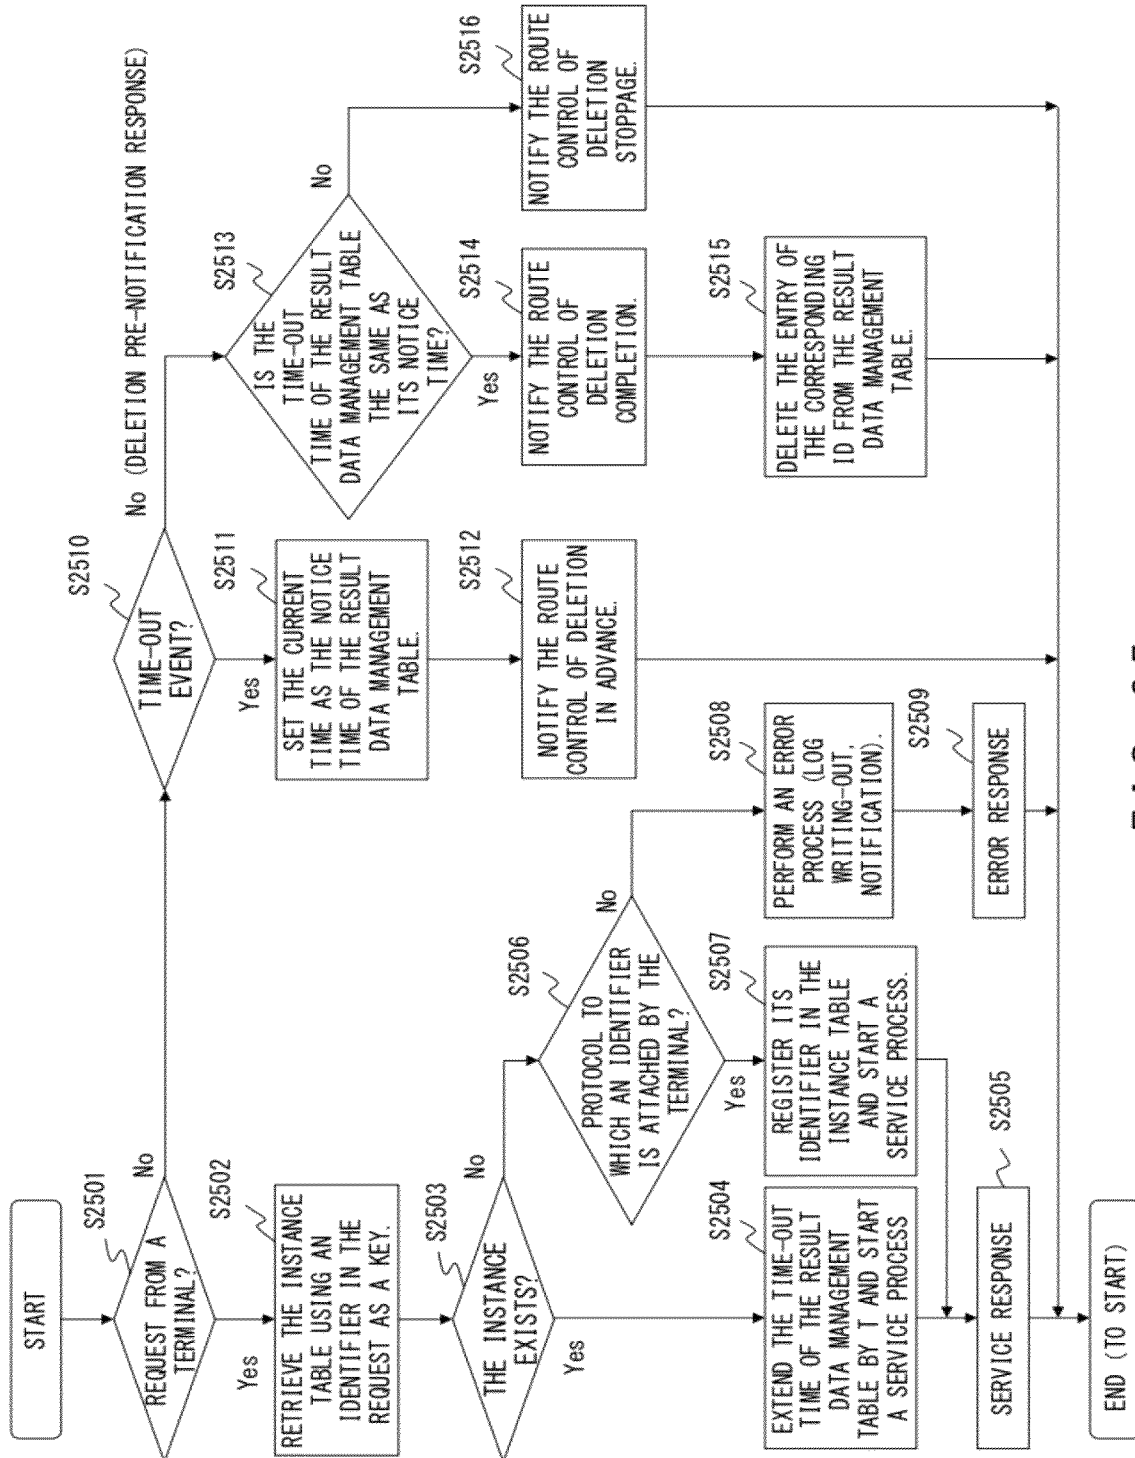 START
S2501
REQUEST FROM A
TERMINAL?
No
Yes
S2502
RETRIEVE THE INSTANCE
TABLE USING AN
IDENTIFIER IN THE
REQUEST AS A KEY.
S2503
THE INSTANCE
EXISTS?
No
Yes
S2504
EXTEND THE TIME-OUT
TIME OF THE RESULT
DATA MANAGEMENT
TABLE BY T AND START
A SERVICE PROCESS
S2505
SERVICE RESPONSE
END (TO START)
S2506
PROTOCOL TO
WHICH AN IDENTIFIER
IS ATTACHED BY THE
TERMINAL?
No
Yes
S2507
REGISTER ITS
IDENTIFIER IN THE
INSTANCE TABLE
AND START A
SERVICE PROCESS.
S2508
PERFORM AN ERROR
PROCESS (LOG
WRITING-OUT,
NOTIFICATION).
S2509
ERROR RESPONSE
S2510
TIME-OUT
EVENT?
No (DELETION PRE-NOTIFICATION RESPONSE)
Yes
S2511
SET THE CURRENT
TIME AS THE NOTICE
TIME OF THE RESULT
DATA MANAGEMENT
TABLE.
S2512
NOTIFY THE ROUTE
CONTROL OF DELETION
IN ADVANCE.
S2513
IS THE
TIME-OUT
TIME OF THE RESULT
DATA MANAGEMENT TABLE
THE SAME AS
ITS NOTICE
TIME?
No
Yes
S2514
NOTIFY THE ROUTE
CONTROL OF
DELETION
COMPLETION.
S2515
DELETE THE ENTRY OF
THE CORRESPONDING
ID FROM THE RESULT
DATA MANAGEMENT
TABLE.
S2516
NOTIFY THE ROUTE
CONTROL OF
DELETION
STOPPAGE.